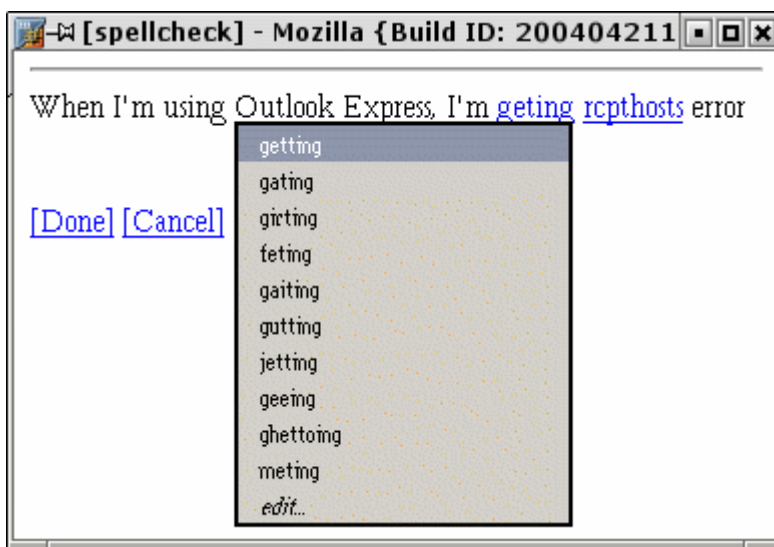 [spellcheck] - Mozilla {Build ID: 200404211
When I'm using Outlook Express, I'm geting rcpthosts error
getting
gating
girting
feting
gaiting
gutting
jetting
geeing
ghettoing
meting
edit...
[Done] [Cancel]